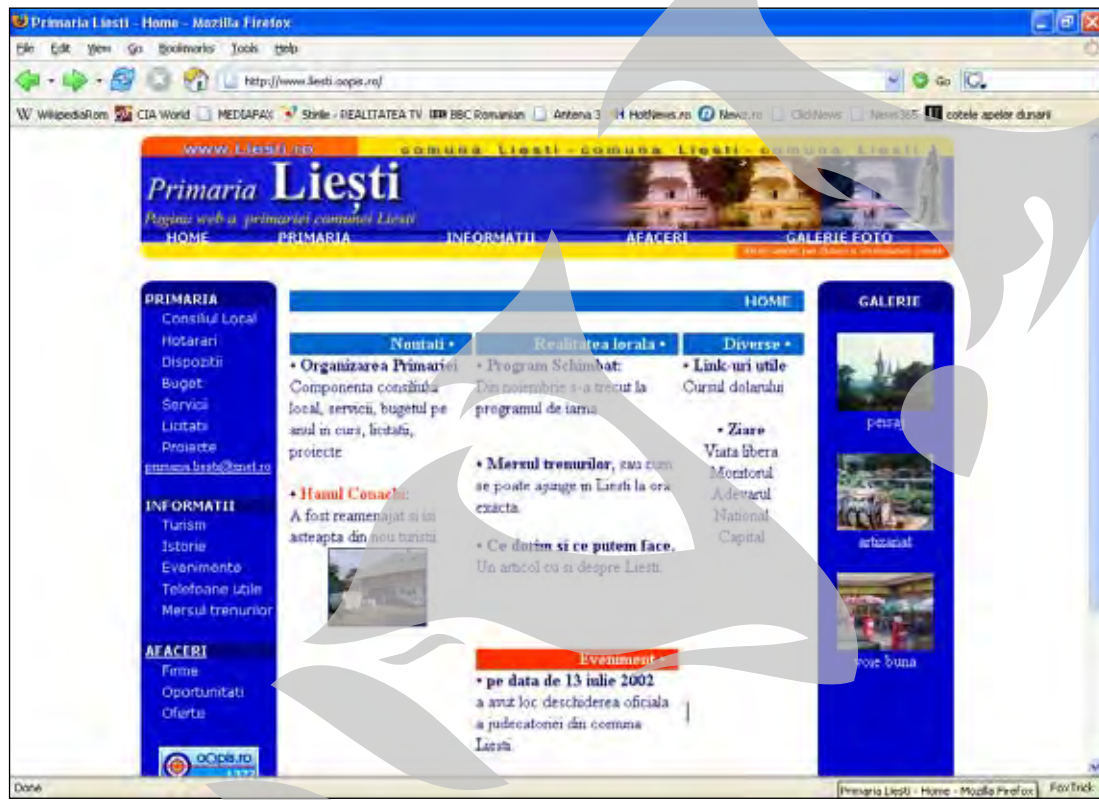 Primaria Liesti - Home - Mozilla Firefox
File Edit View Go Bookmarks Tools Help
http://www.liesti.oopis.ro/
Go
WikipediaRom CIA World MEDIAFAX Stirile - REALITATEA TV BBC Romanian Antena 3 HotNews.ro NewsIn ClickNews News365 cotele apelor dunarii
www.Liesti.ro comuna Liesti - comuna Liesti - comuna Liesti
Primaria Liești
Pagina web a primariei comunei Liesti
HOME PRIMARIA INFORMATII AFACERI GALERIE FOTO
PRIMARIA
Consiliul Local
Hotarari
Dispozitii
Buget
Servicii
Licitatii
Proiecte
INFORMATII
Turism
Istorie
Evenimente
Telefoane utile
Mersul trenurilor
AFACERI
Firme
Oportunitati
Oferte
oOpis.ro
HOME
Noutati •
• Organizarea Primariei
Componenta consiliului
local, servicii, bugetul pe
anul in curs, licitatii,
proiecte
• Hanul Conachi:
A fost reamenajat si isi
asteapta din nou turistii.
Realitatea locala •
• Program Schimbat:
Din noiembrie s-a trecut la
programul de iarna
• Mersul trenurilor, sau cum
se poate ajunge in Liesti la ora
exacta.
• Ce dorim si ce putem face.
Un articol cu si despre Liesti.
Eveniment •
• pe data de 13 iulie 2002
a avut loc deschiderea oficiala
a judecatoriei din comuna
Liesti.
Diverse •
• Link-uri utile
Cursul dolarului
• Ziare
Viata libera
Monitorul
Adevarul
National
Capital
GALERIE
peisaj
artizanat
voie buna
Done
Primaria Liesti - Home - Mozilla Firefox
FoxTrick